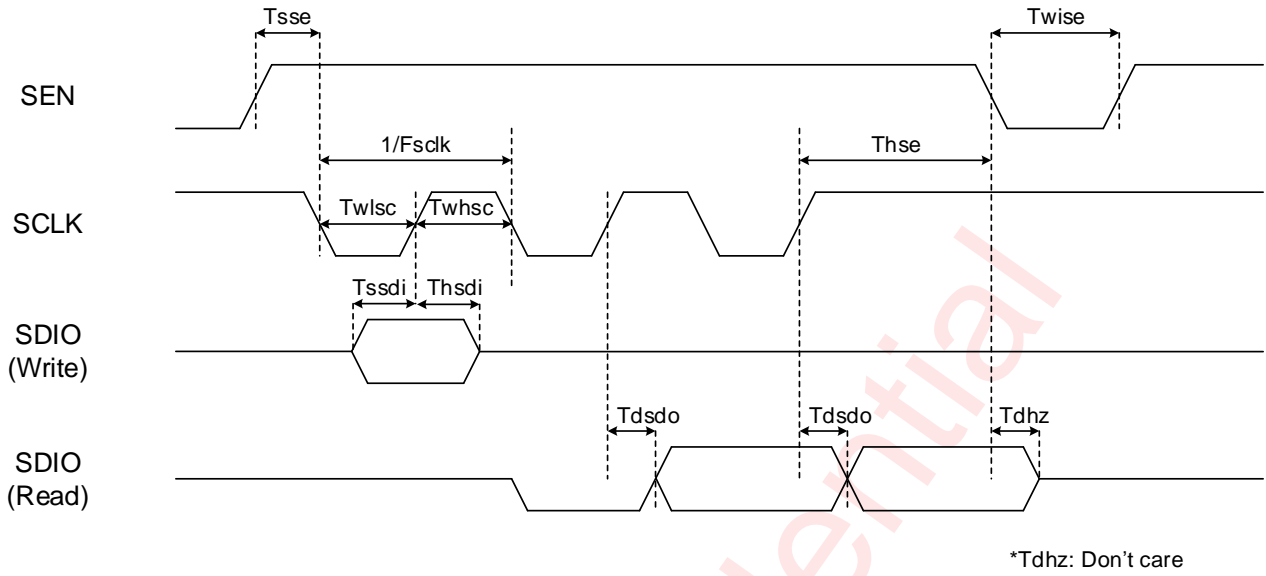 Tsse
Twise
SEN
1/Fsclk
Thse
SCLK
Twlsc
Twhsc
Tssdi
Thsdi
SDIO
(Write)
Tdsdo
Tdsdo
Tdhz
SDIO
(Read)
*Tdhz: Don't care